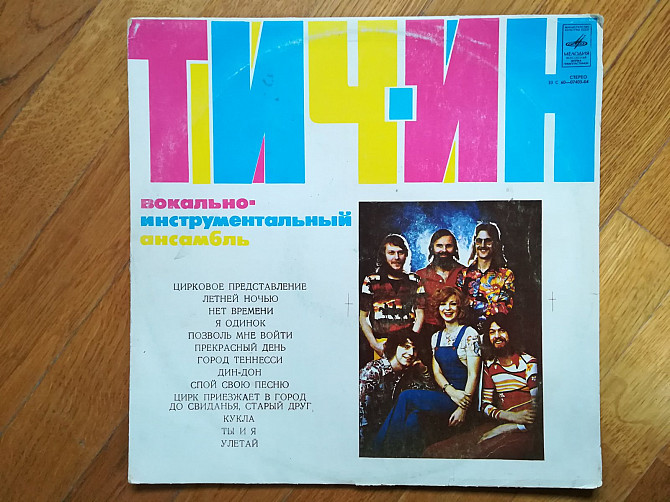 ТИЧ-ИН
МЕЛОДИЯ
СТЕРЕО
вокально-
инструментальный
ансамбль
ЦИРКОВОЕ ПРЕДСТАВЛЕНИЕ
ЛЕТНЕЙ НОЧЬЮ
НЕТ ВРЕМЕНИ
Я ОДИНОК
ПОЗВОЛЬ МНЕ ВОЙТИ
ПРЕКРАСНЫЙ ДЕНЬ
ГОРОД ТЕННЕССИ
ДИН-ДОН
СПОЙ СВОЮ ПЕСНЮ
ЦИРК ПРИЕЗЖАЕТ В ГОРОД
ДО СВИДАНЬЯ, СТАРЫЙ ДРУГ
КУКЛА
ТЫ И Я
УЛЕТАЙ